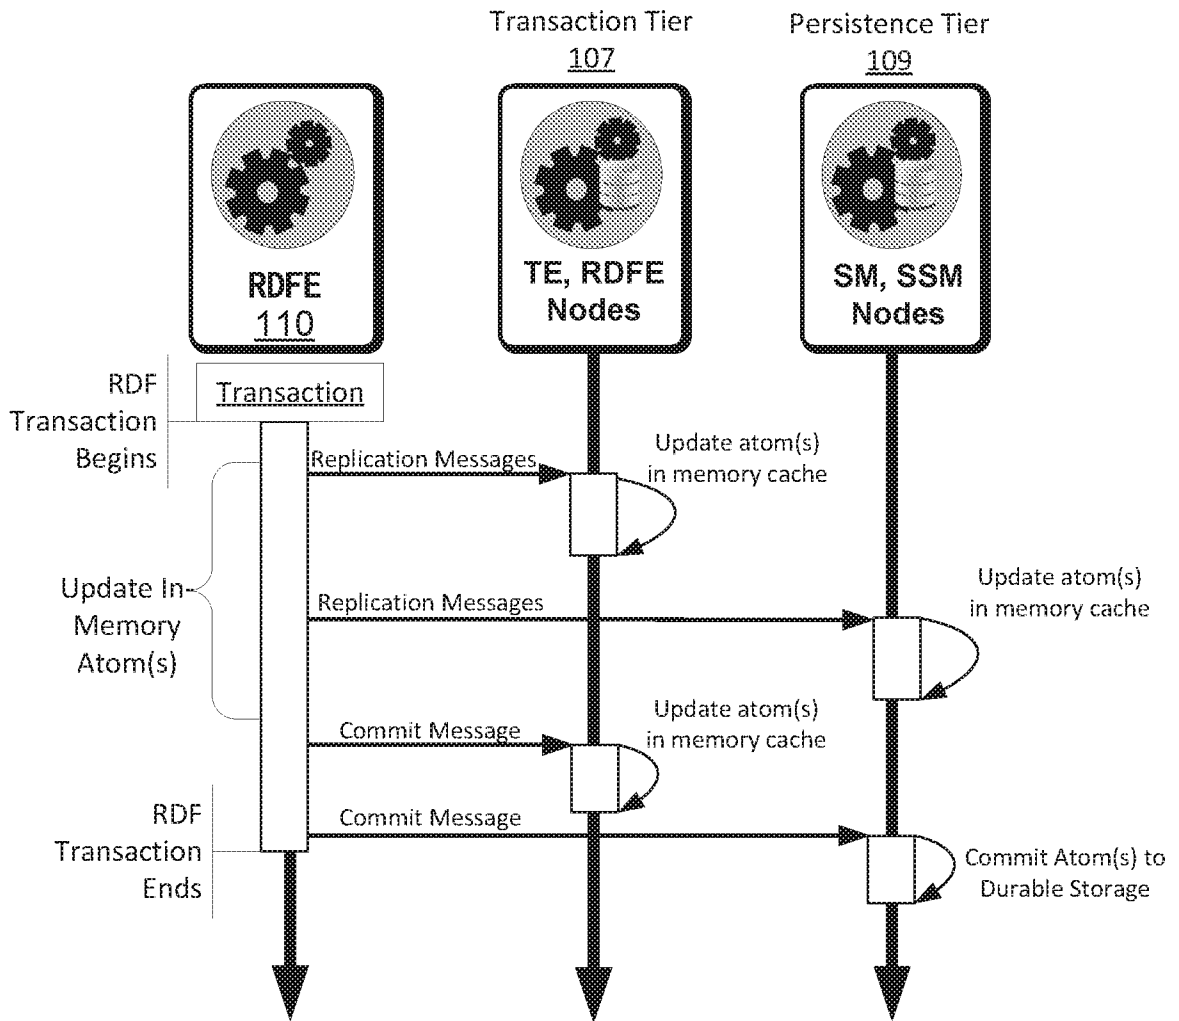 Transaction Tier
107
Persistence Tier
109
RDFE
110
TE, RDFE
Nodes
SM, SSM
Nodes
RDF
Transaction
Begins
Transaction
Replication Messages
Update atom(s)
in memory cache
Update In
Memory
Atom(s)
Replication Messages
Update atom(s)
in memory cache
Commit Message
Update atom(s)
in memory cache
RDF
Transaction
Ends
Commit Message
Commit Atom(s) to
Durable Storage